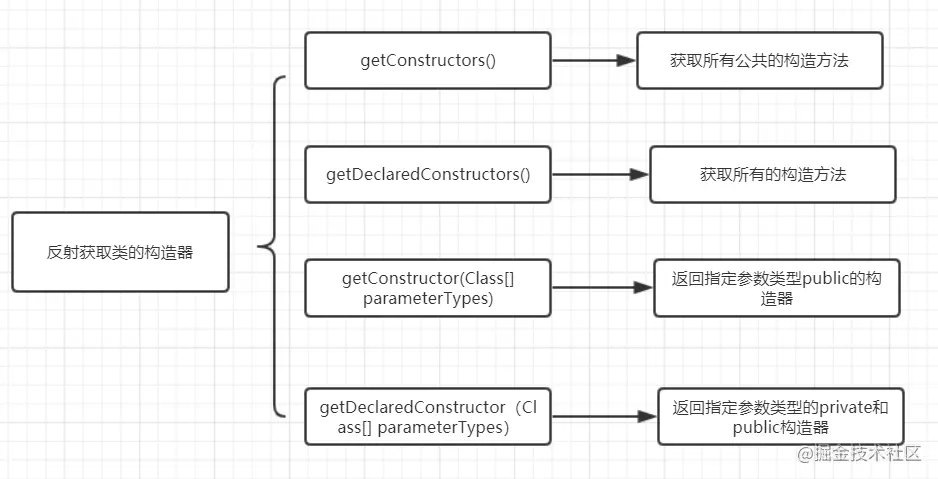 getConstructors()
获取所有公共的构造方法
getDeclaredConstructors()
获取所有的构造方法
反射获取类的构造器
getConstructor(Class[]
parameterTypes)
返回指定参数类型public的构
造器
getDeclaredConstructor（Cl
ass[] parameterTypes）
返回指定参数类型的private和
public构造器
@掘金技术社区